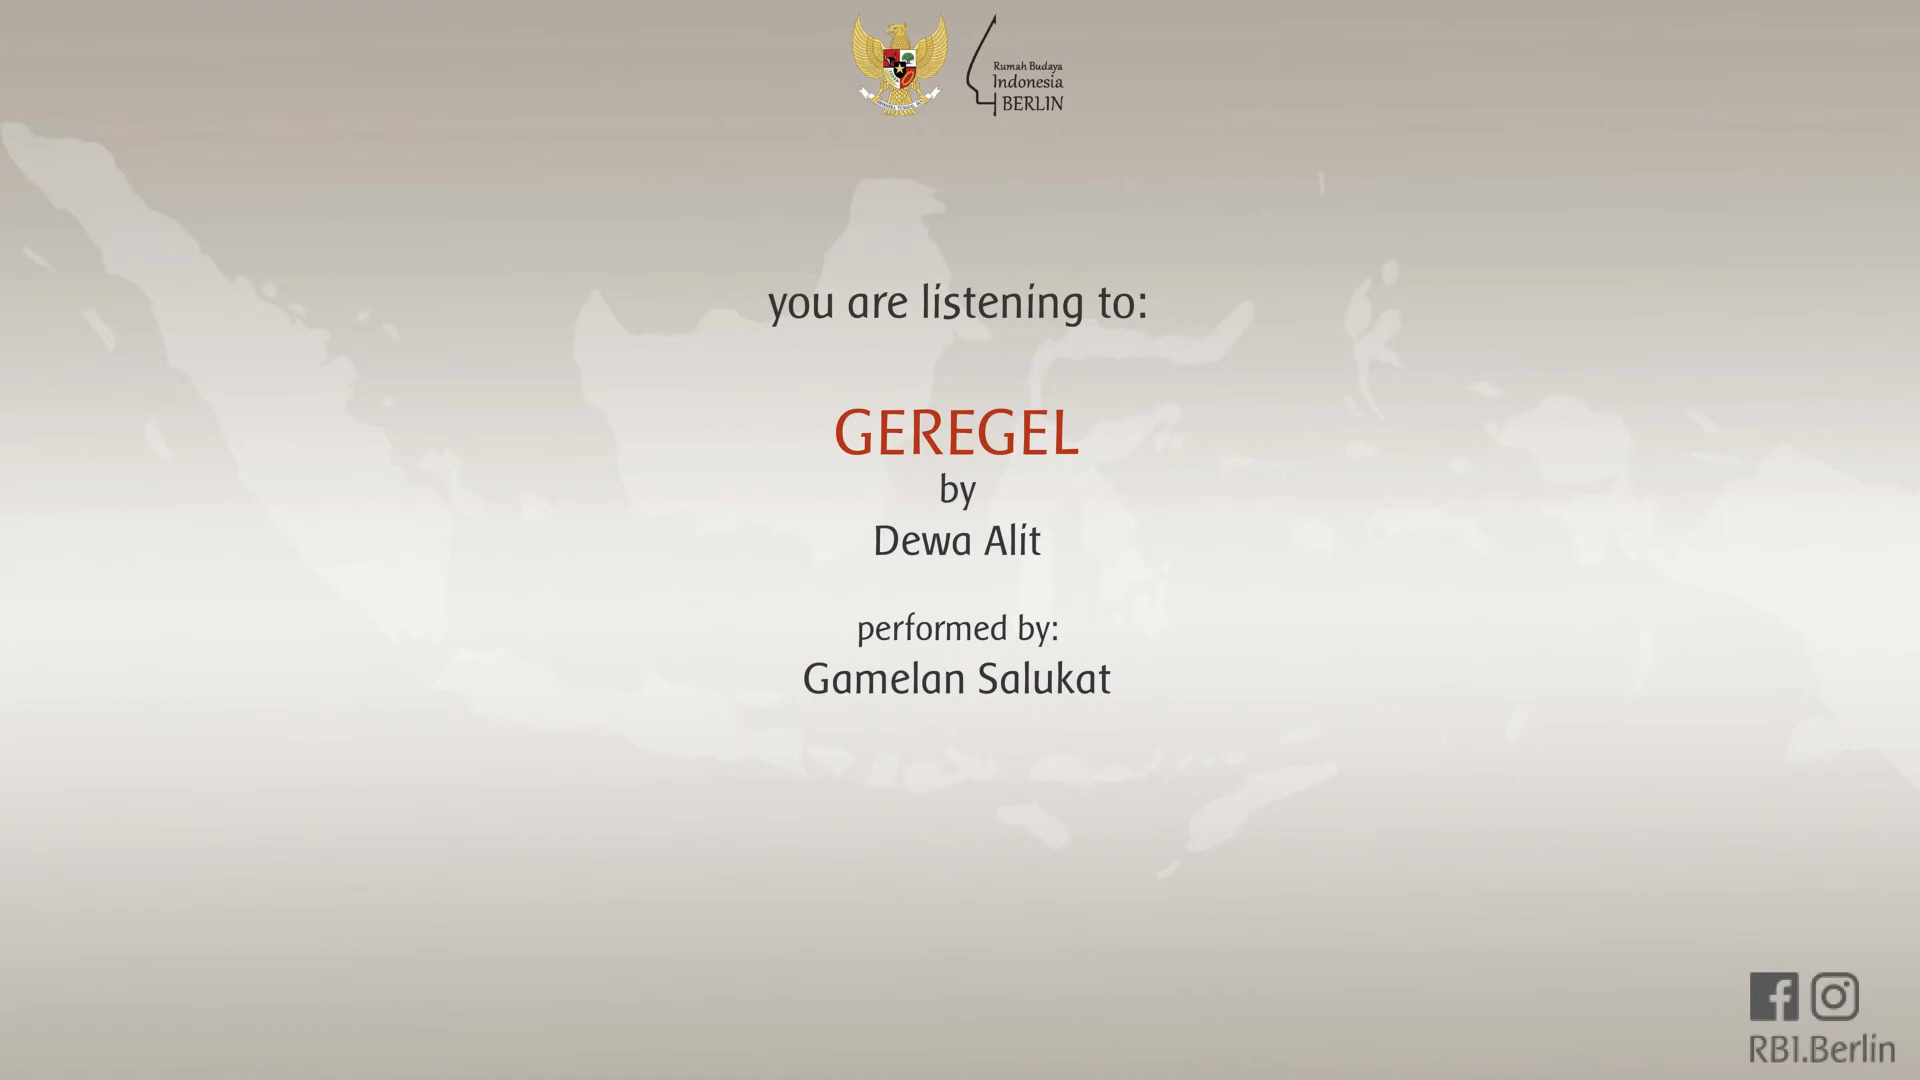 Rumah Budaya
Indonesia
BERLIN
you are listening to:
GEREGEL
by
Dewa Alit
performed by:
Gamelan Salukat
RBI.Berlin